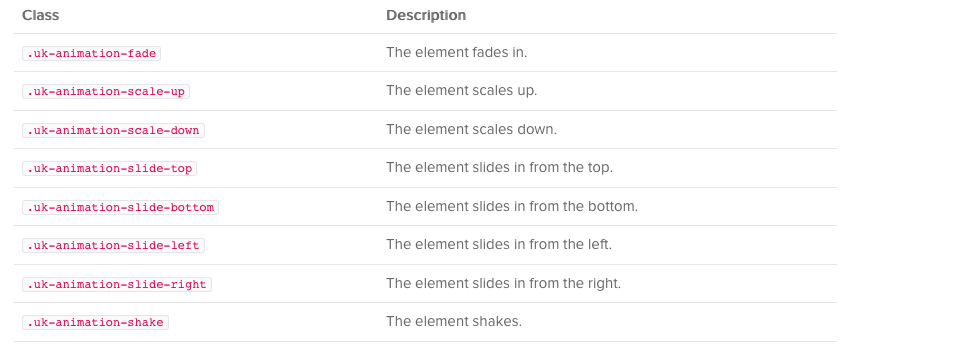 Class Description
.uk-animation-fade The element fades in.
.uk-animation-scale-up The element scales up.
.uk-animation-scale-down The element scales down.
.uk-animation-slide-top The element slides in from the top.
.uk-animation-slide-bottom The element slides in from the bottom.
.uk-animation-slide-left The element slides in from the left.
.uk-animation-slide-right The element slides in from the right.
.uk-animation-shake The element shakes.